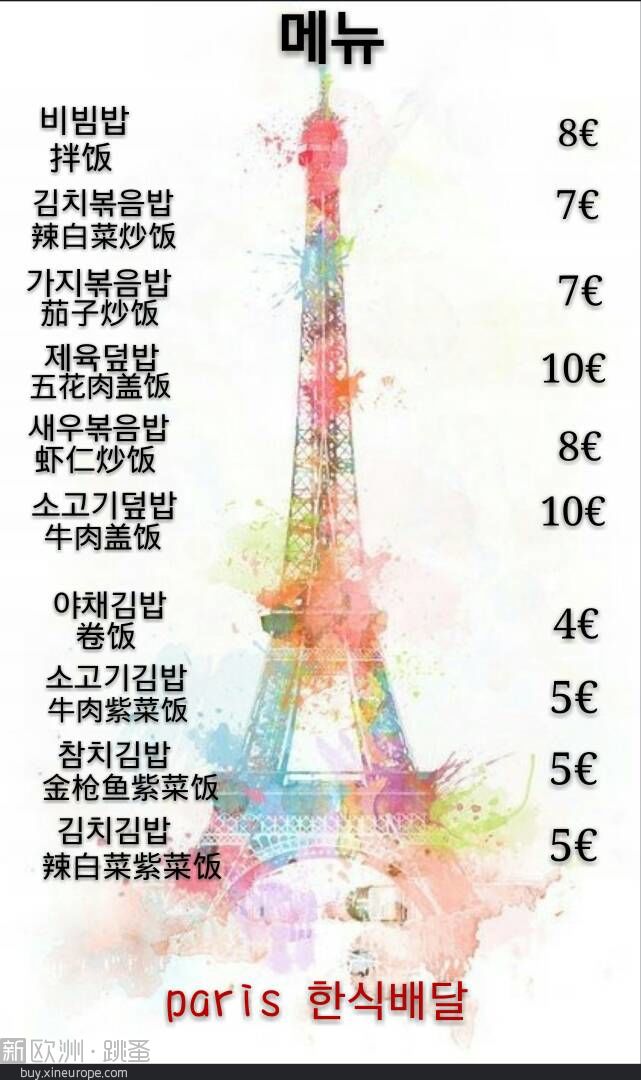 메뉴
비빔밥
拌饭
8€
김치볶음밥
辣白菜炒饭
7€
가지볶음밥
茄子炒饭
7€
제육덮밥
五花肉盖饭
10€
새우볶음밥
虾仁炒饭
8€
소고기덮밥
牛肉盖饭
10€
야채김밥
卷饭
4€
소고기김밥
牛肉紫菜饭
5€
참치김밥
金枪鱼紫菜饭
5€
김치김밥
辣白菜紫菜饭
5€
paris 한식배달
新欧洲·跳蚤
buy.xineurope.com